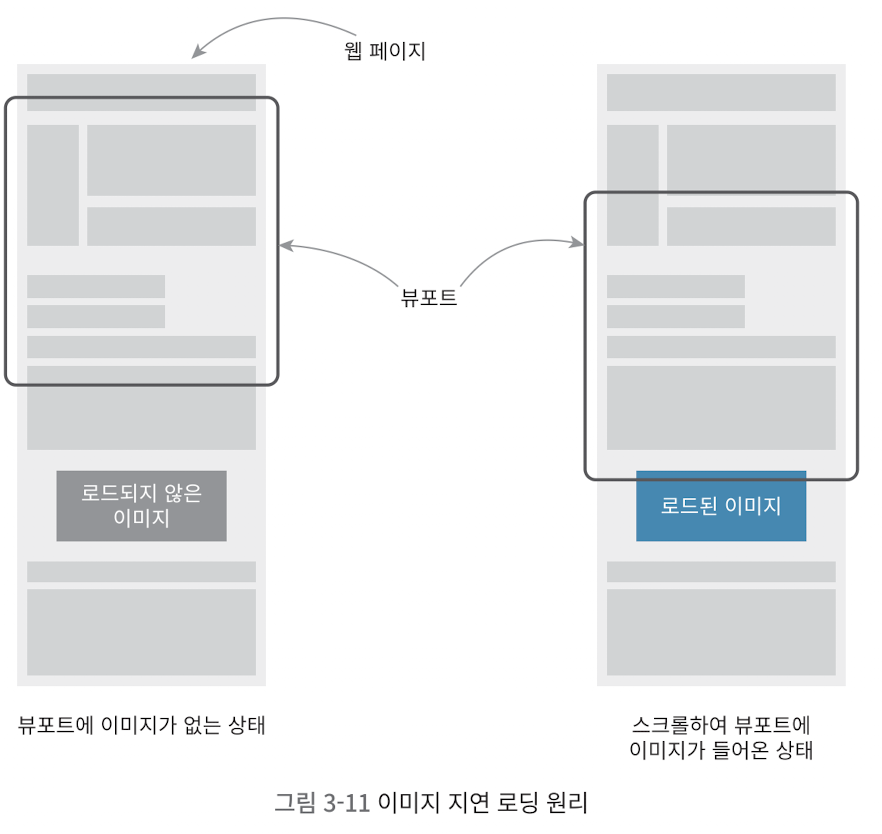 웹 페이지
뷰포트
로드되지 않은
이미지
로드된 이미지
뷰포트에 이미지가 없는 상태
스크롤하여 뷰포트에
이미지가 들어온 상태
그림 3-11 이미지 지연 로딩 원리